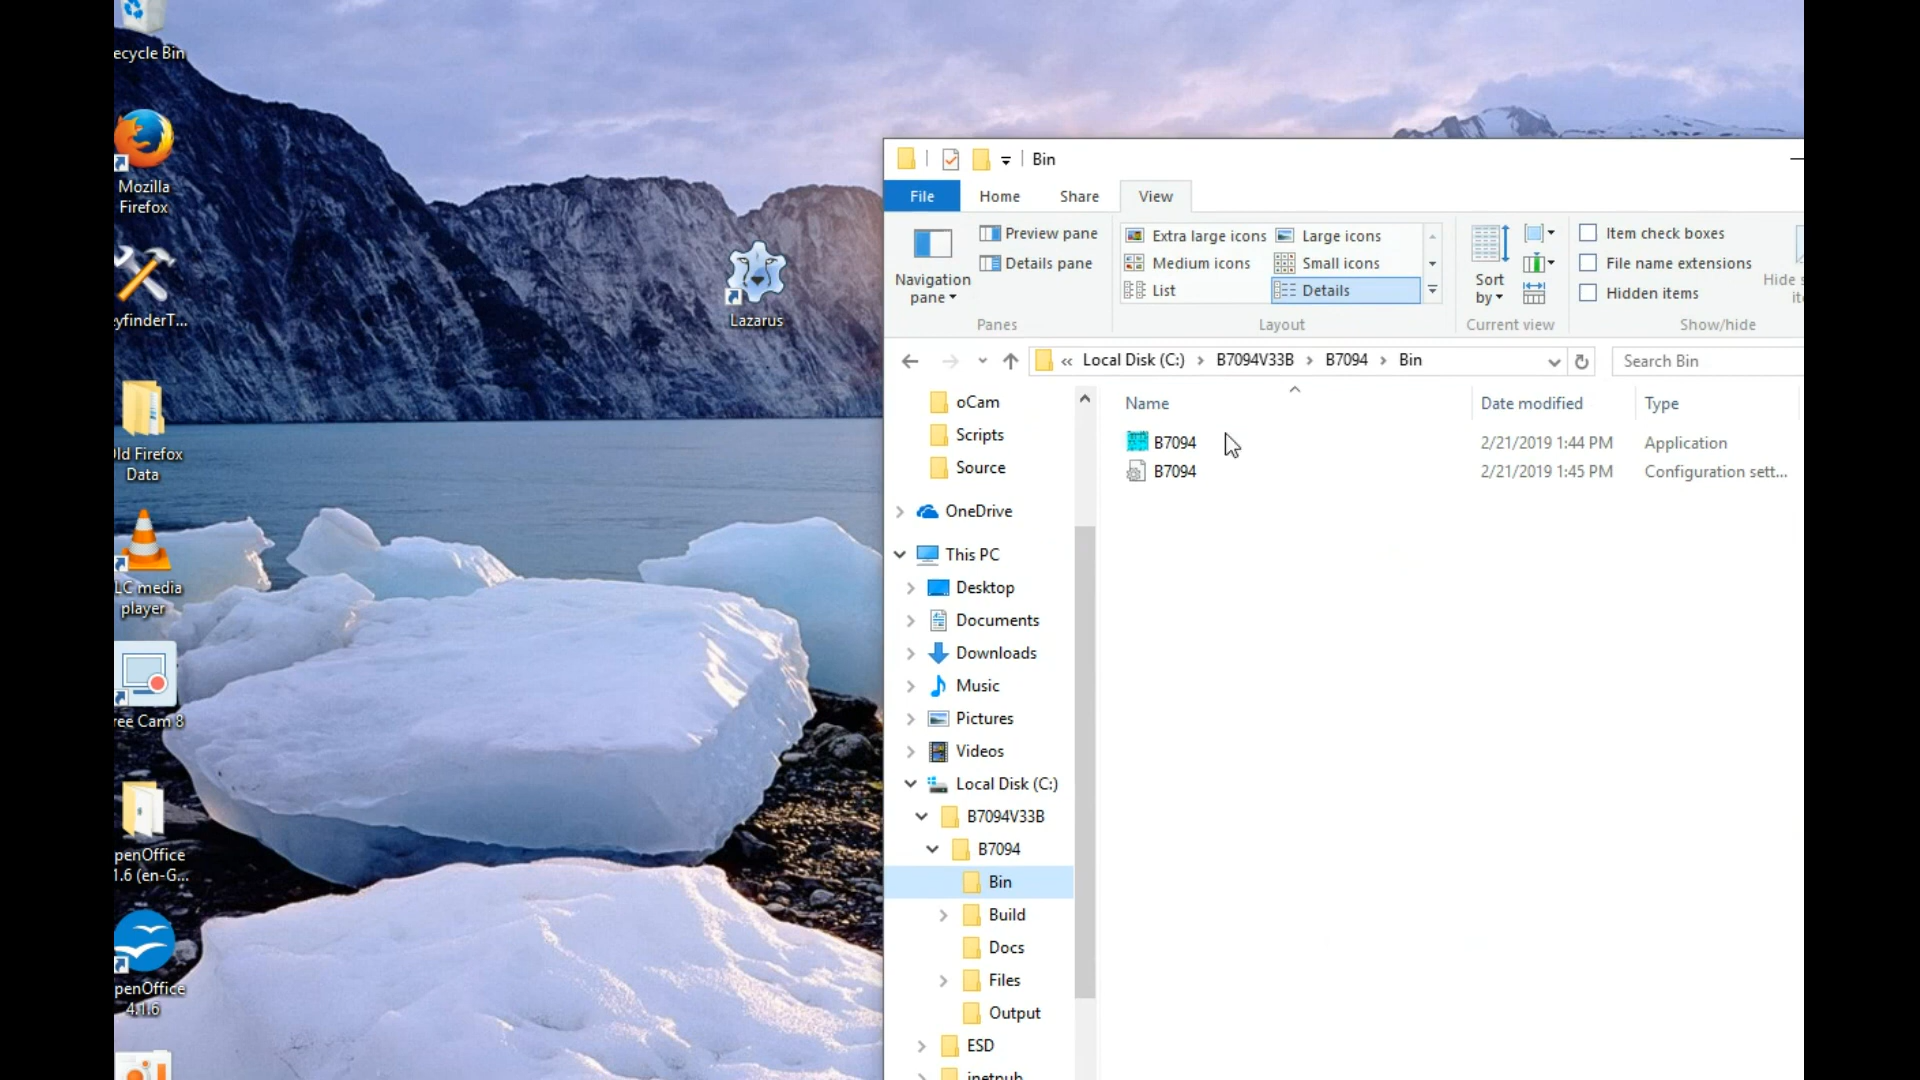 ecycle Bin
Mozilla
Firefox
eyfinderT...
Old Firefox
Data
LC media
player
ree Cam 8
penOffice
.1.6 (en-G...
penOffice
4.1.6
Lazarus
Bin
File
Home
Share
View
Navigation
pane
Preview pane
Details pane
Panes
Extra large icons
Large icons
Medium icons
Small icons
List
Details
Layout
Sort
by
Current view
Item check boxes
File name extensions
Hidden items
Hide s
Show/hide
« Local Disk (C:) > B7094V33B > B7094 > Bin
Search Bin
oCam
Scripts
Source
OneDrive
This PC
Desktop
Documents
Downloads
Music
Pictures
Videos
Local Disk (C:)
B7094V33B
B7094
Bin
Build
Docs
Files
Output
ESD
inetpub
Name
Date modified
Type
B7094
2/21/2019 1:44 PM
Application
B7094
2/21/2019 1:45 PM
Configuration sett...